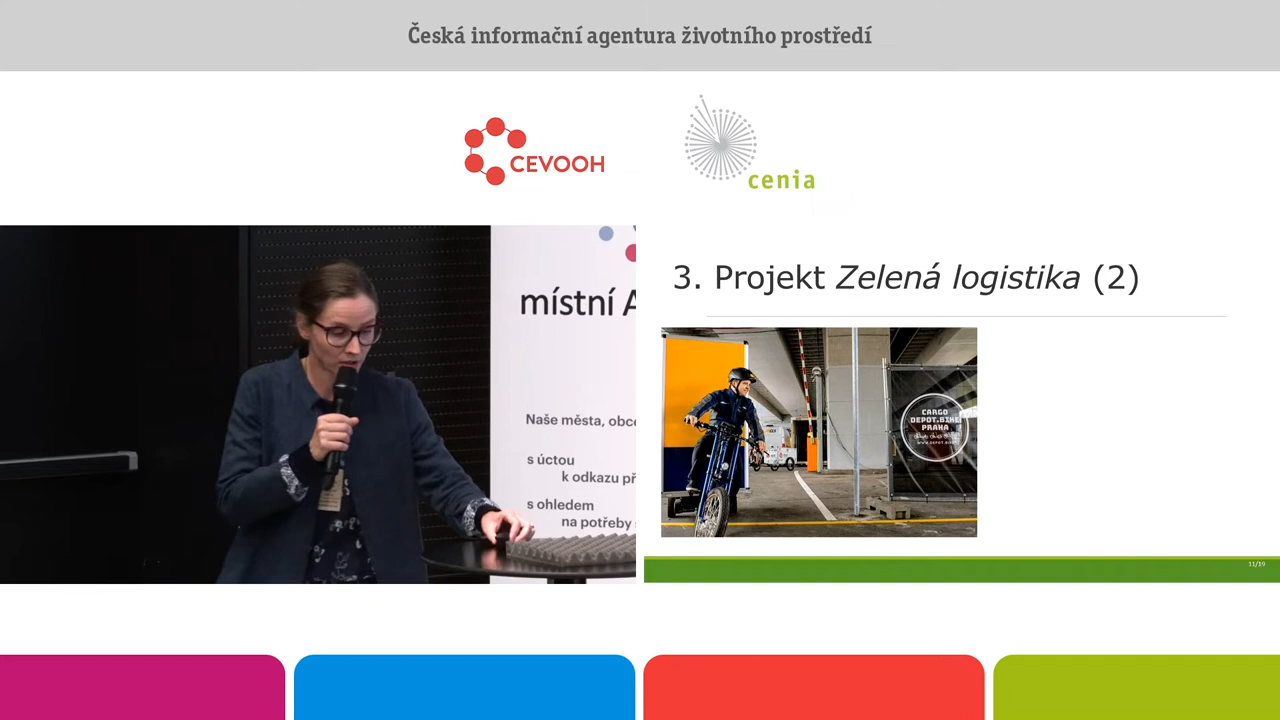 Česká informační agentura životního prostředí
CEVOOH
cenia
místní A
Naše města, obce
s úctou
k odkazu př
s ohledem
na potřeby
3. Projekt Zelená logistika (2)
CARGO
DEPOT.BIKE
PRAHA
11/19